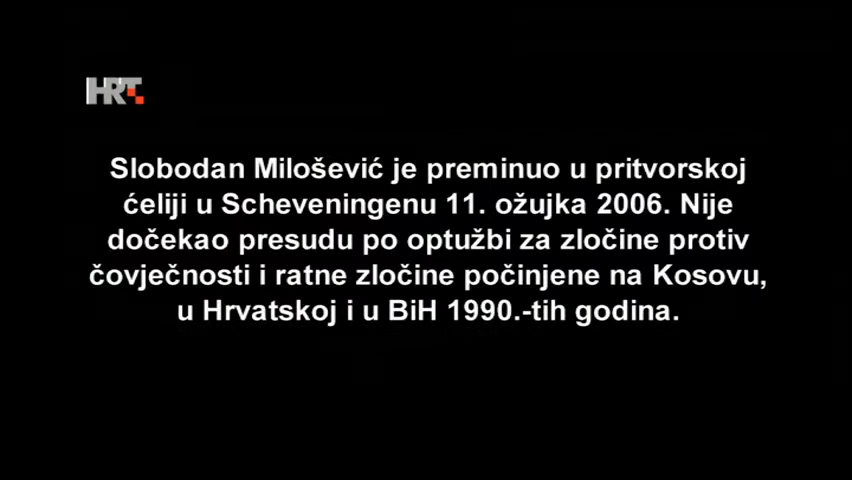 HRT
Slobodan Milošević je preminuo u pritvorskoj
ćeliji u Scheveningenu 11. ožujka 2006. Nije
dočekao presudu po optužbi za zločine protiv
čovječnosti i ratne zločine počinjene na Kosovu,
u Hrvatskoj i u BiH 1990.-tih godina.